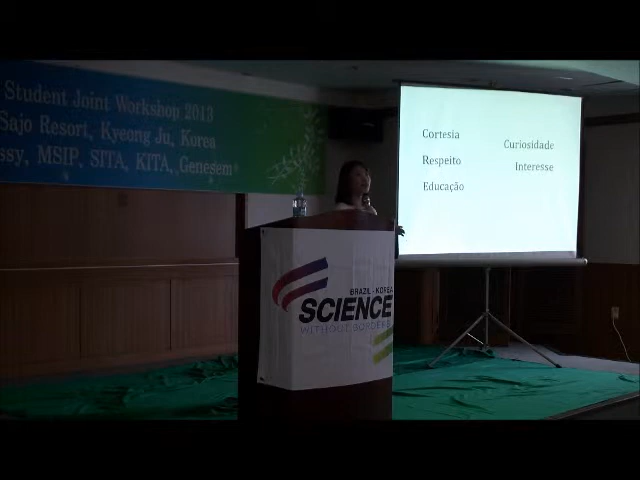 Student Joint Workshop 2013
Sajo Resort, Kyeong Ju, Korea
ssy, MSIP, SITA, KITA, Genesem
Cortesia
Respeito
Educação
Curiosidade
Interesse
BRAZIL - KOREA
SCIENCE
WITHOUT BORDERS